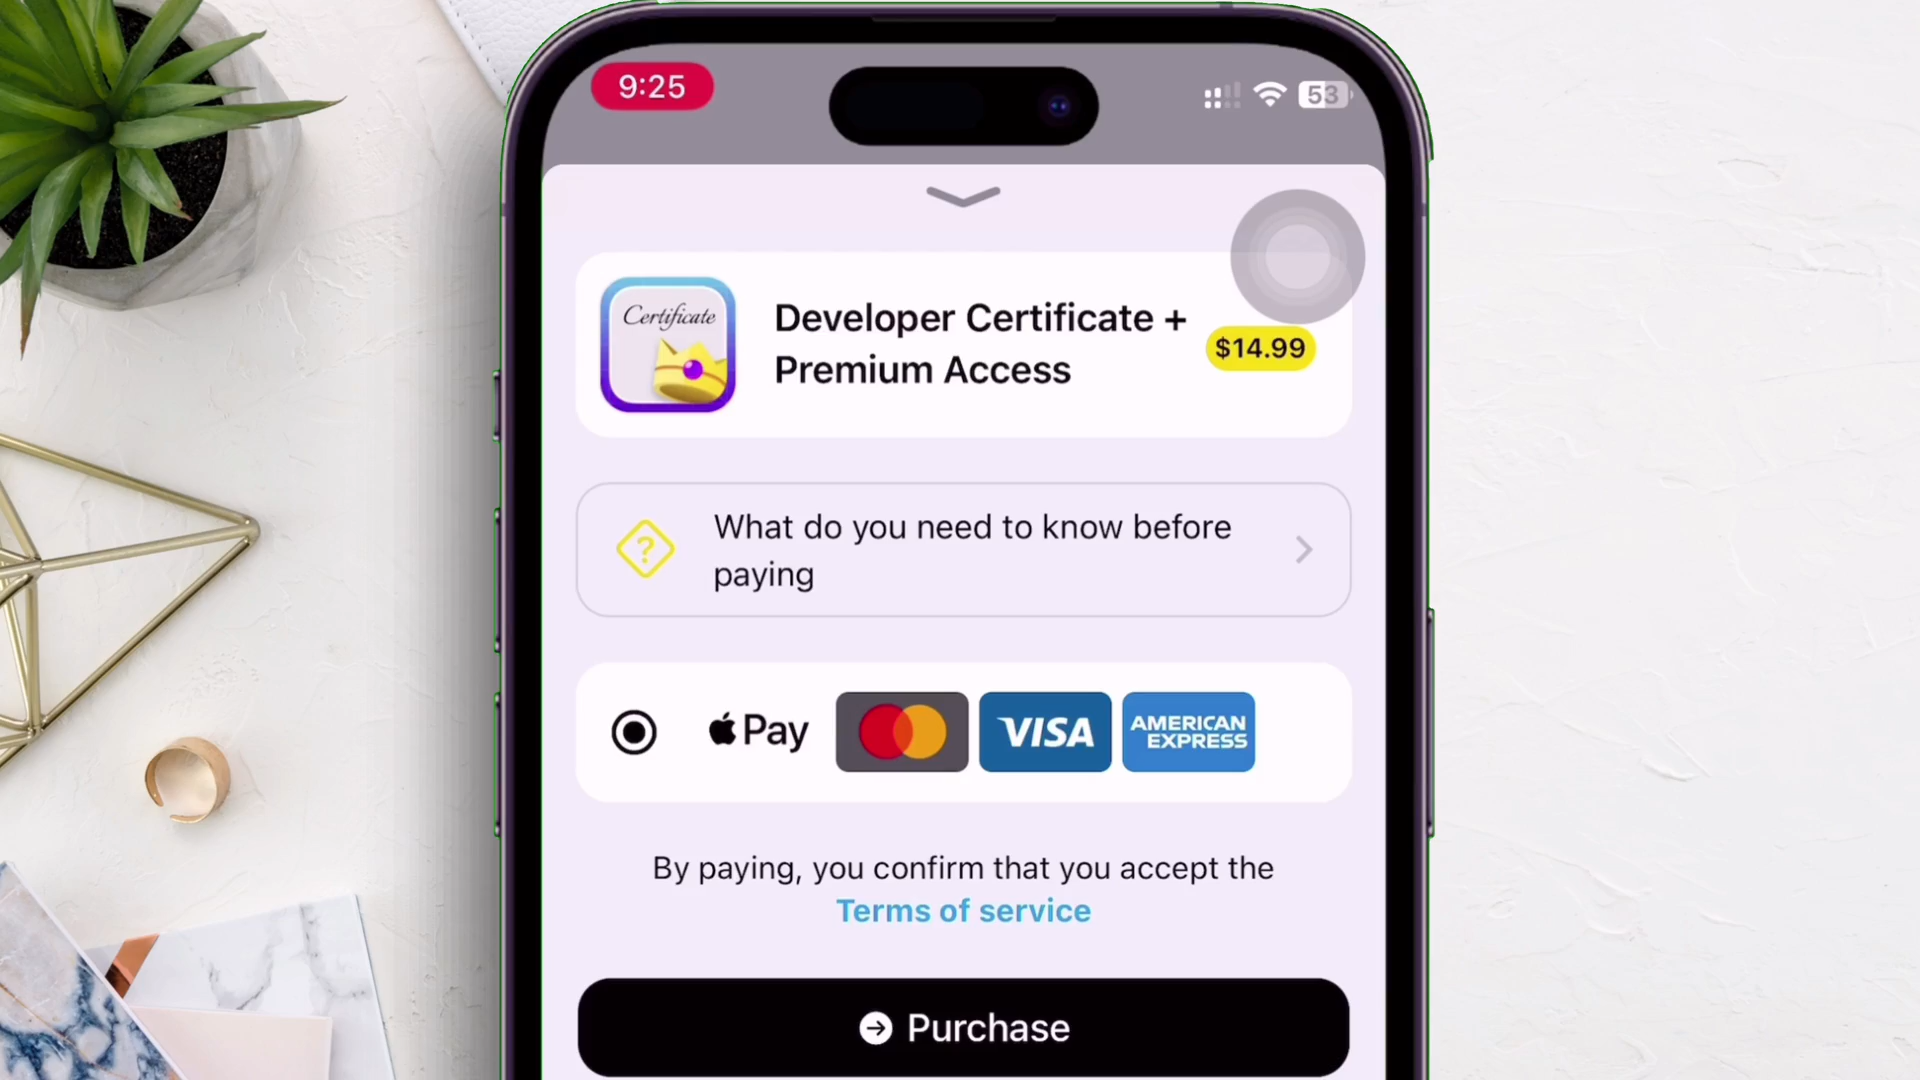 9:25
53
Certificate
Developer Certificate +
Premium Access
$14.99
?
What do you need to know before
paying
Pay
VISA
AMERICAN
EXPRESS
By paying, you confirm that you accept the
Terms of service
Purchase